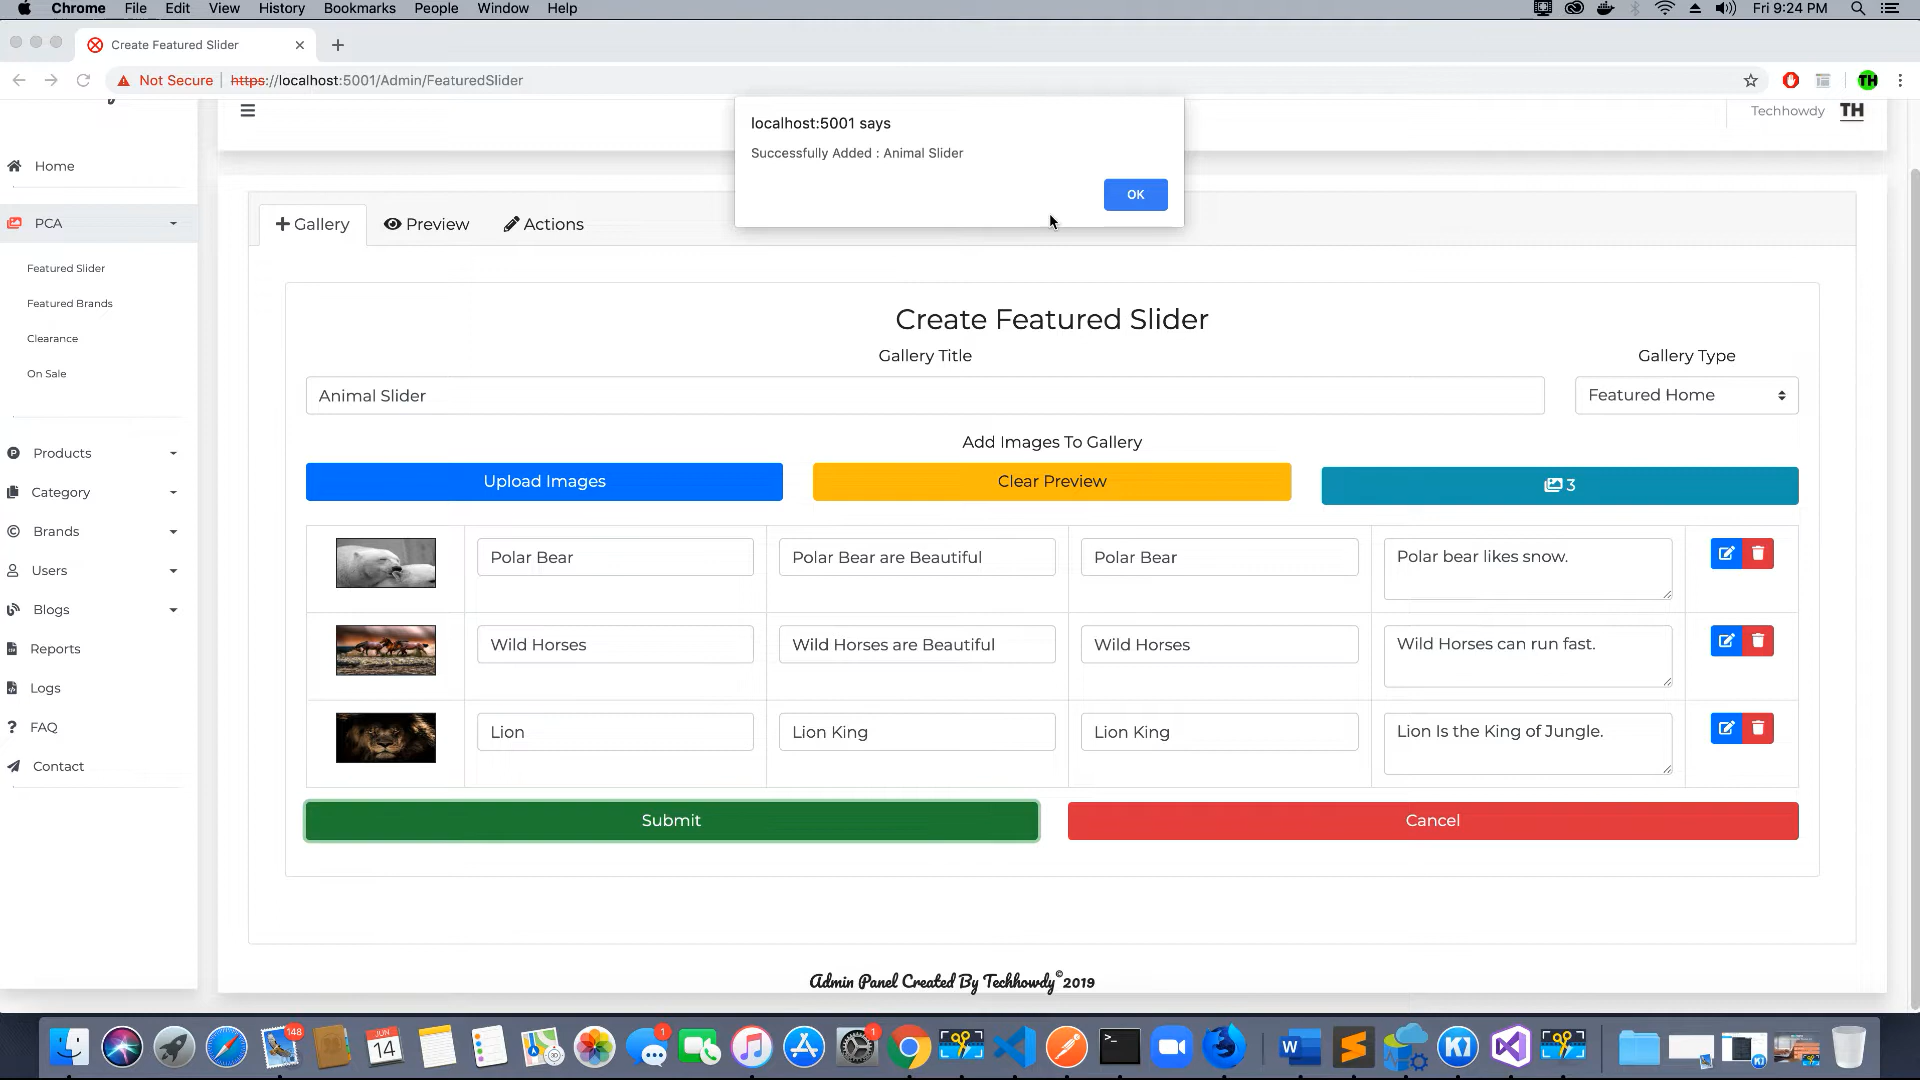 Chrome File Edit View History Bookmarks People Window Help Fri 9:24 PM
Create Featured Slider
Not Secure https://localhost:5001/Admin/FeaturedSlider TH
Techhowdy TH
localhost:5001 says
Successfully Added : Animal Slider
OK
Home
PCA
Featured Slider
Featured Brands
Clearance
On Sale
Products
Category
Brands
Users
Blogs
Reports
Logs
FAQ
Contact
Gallery Preview Actions
Create Featured Slider
Gallery Title Gallery Type
Animal Slider Featured Home
Add Images To Gallery
Upload Images Clear Preview 3
Polar Bear Polar Bear are Beautiful Polar Bear Polar bear likes snow.
Wild Horses Wild Horses are Beautiful Wild Horses Wild Horses can run fast.
Lion Lion King Lion King Lion Is the King of Jungle.
Submit Cancel
Admin Panel Created By Techhowdy©2019
148
JUN
14
1
1